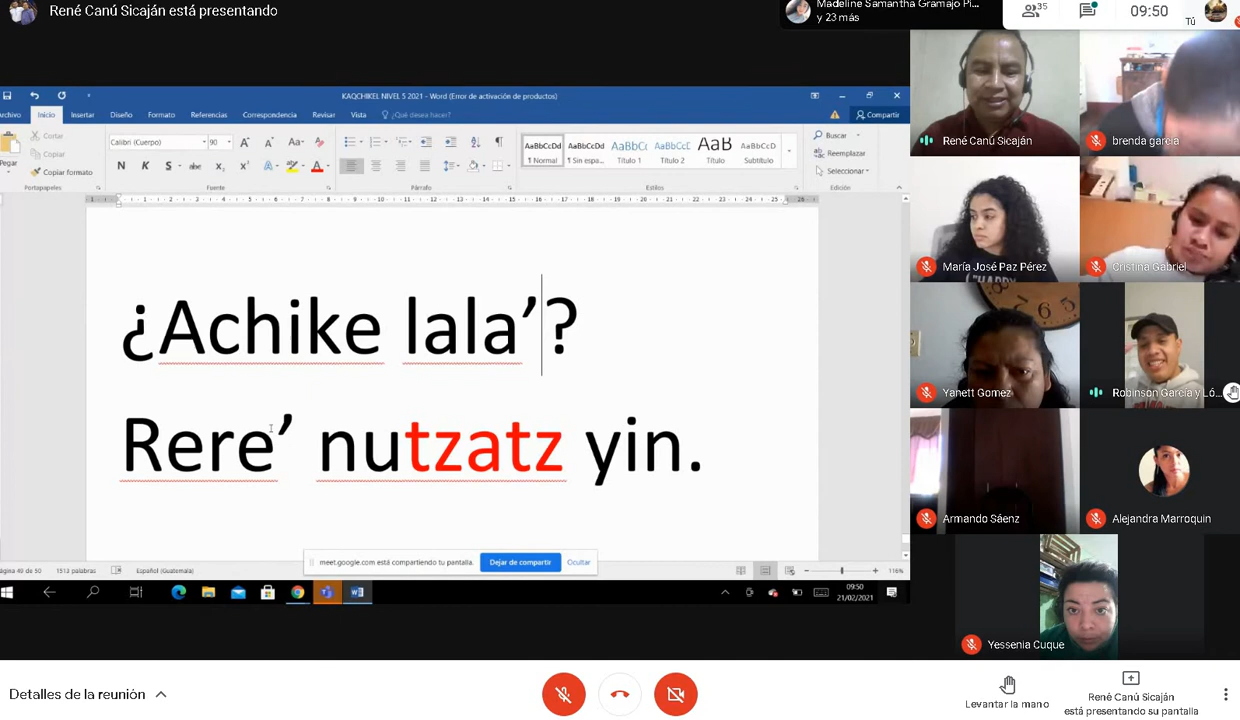 René Canú Sicaján está presentando
Madeline Samantha Gramajo Pi...
y 23 más
35
09:50
Tú
KAQCHIKEL NIVEL 5 2021 - Word (Error de activación de productos)
Inicio
Insertar
Diseño
Formato
Referencias
Correspondencia
Revisar
Vista
¿Qué desea hacer?
Compartir
Pegar
Cortar
Copiar
Copiar formato
Portapapeles
Calibri (Cuerpo)
90
N K S abc
Fuente
Párrafo
AaBbCcDd
¶ Normal
AaBbCcDd
¶ Sin espa...
AaBbCc
Título 1
AaBbCcC
Título 2
AaB
Título
AaBbCcD
Subtítulo
Estilos
Buscar
Reemplazar
Seleccionar
Edición
¿Achike lala’?
Rere’ nutzatz yin.
meet.google.com está compartiendo tu pantalla.
Dejar de compartir
Ocultar
1513 palabras
Español (Guatemala)
116%
09:50
21/02/2021
René Canú Sicaján
brenda garcia
María José Paz Pérez
Cristina Gabriel
Yanett Gomez
Robinson García y Ló...
Armando Sáenz
Alejandra Marroquin
Yessenia Cuque
Detalles de la reunión
Levantar la mano
René Canú Sicaján
está presentando su pantalla